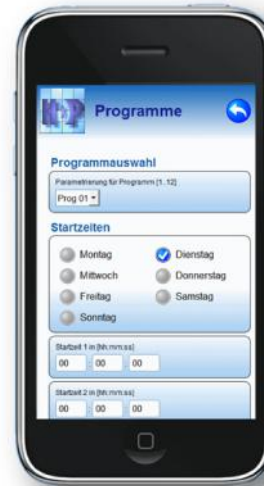 Programme
Programmauswahl
Parametrierung für Programm [1..12]
Prog 01
Startzeiten
Montag
Dienstag
Mittwoch
Donnerstag
Freitag
Samstag
Sonntag
Startzeit 1 in [hh:mm:ss]
00 : 00 : 00
Startzeit 2 in [hh:mm:ss]
00 : 00 : 00